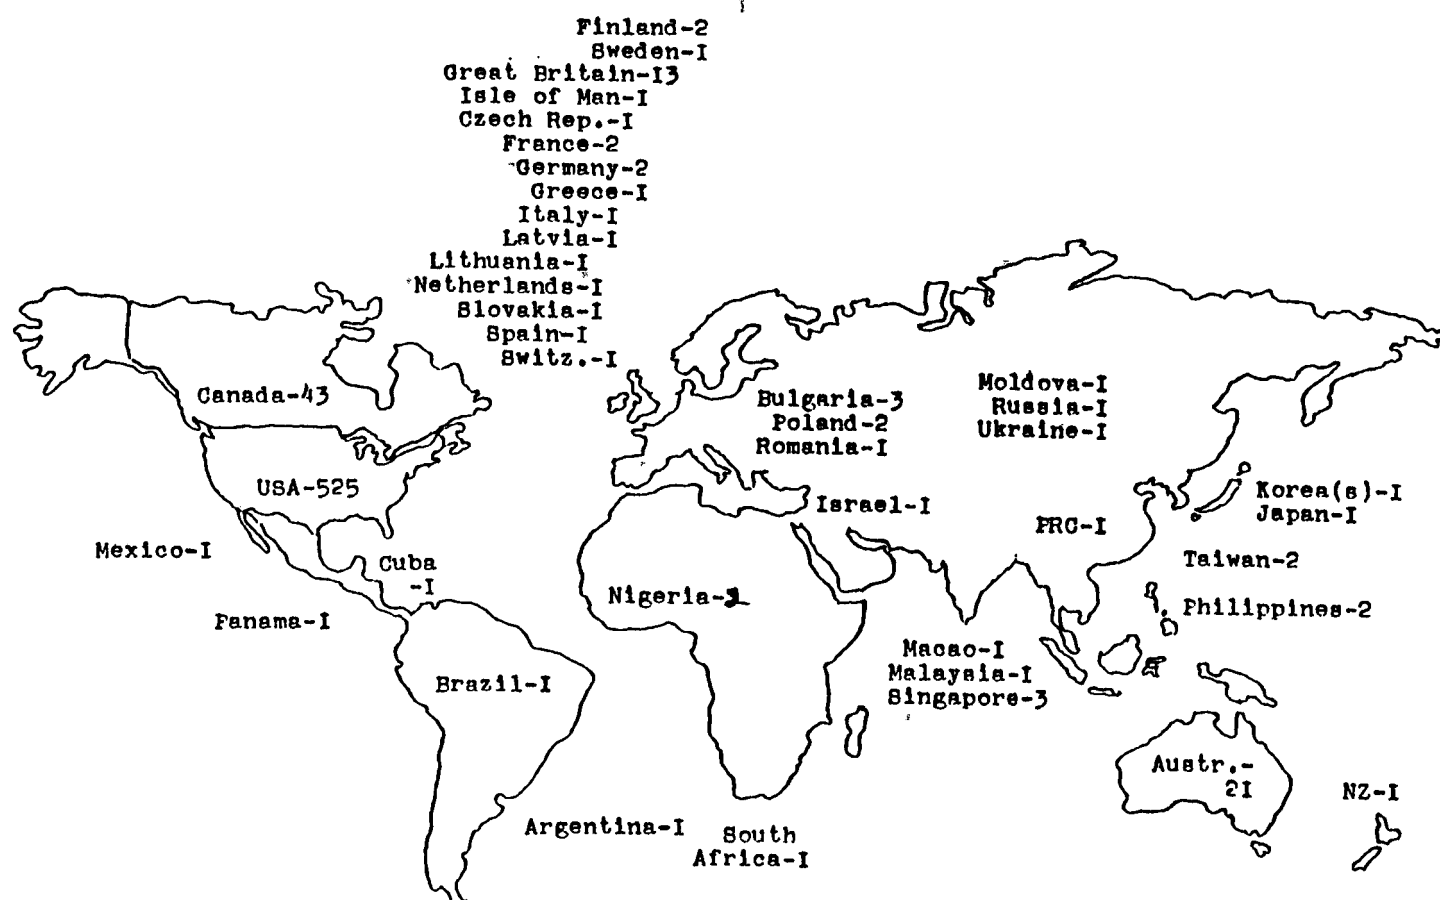 Finland-2
Sweden-I
Great Britain-I3
Isle of Man-I
Czech Rep.-I
France-2
Germany-2
Greece-I
Italy-I
Latvia-I
Lithuania-I
Netherlands-I
Slovakia-I
Spain-I
Switz.-I
Canada-43
USA-525
Mexico-I
Cuba
-I
Panama-I
Brazil-I
Argentina-I
Bulgaria-3
Poland-2
Romania-I
Moldova-I
Russia-I
Ukraine-I
Israel-I
PRC-I
Korea(s)-I
Japan-I
Taiwan-2
Philippines-2
Nigeria-
Macao-I
Malaysia-I
Singapore-3
South
Africa-I
Austr.-
2I
NZ-I